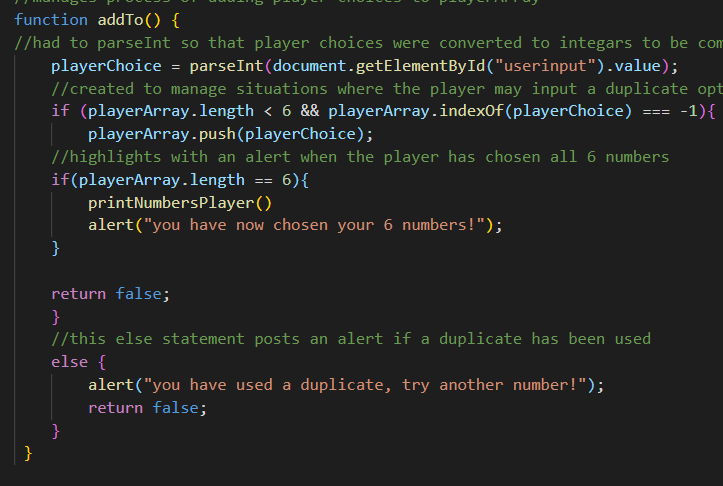 //manages process of adding player choices to playerArray
function addTo() {
//had to parseInt so that player choices were converted to integars to be com
playerChoice = parseInt(document.getElementById("userinput").value);
//created to manage situations where the player may input a duplicate opt
if (playerArray.length < 6 && playerArray.indexOf(playerChoice) === -1){
playerArray.push(playerChoice);
//highlights with an alert when the player has chosen all 6 numbers
if(playerArray.length == 6){
printNumbersPlayer()
alert("you have now chosen your 6 numbers!");
}
return false;
}
//this else statement posts an alert if a duplicate has been used
else {
alert("you have used a duplicate, try another number!");
return false;
}
}